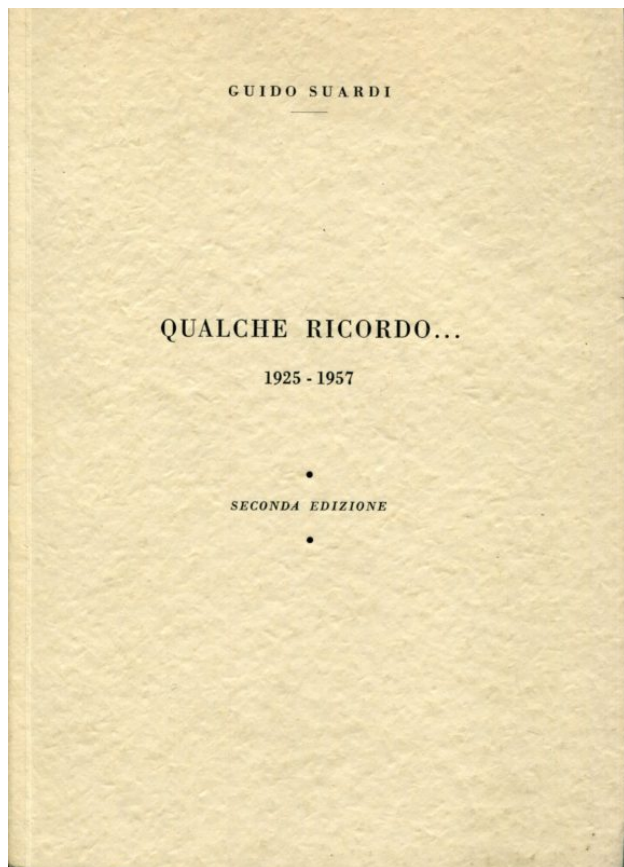 GUIDO SUARDI
QUALCHE RICORDO...
1925 - 1957
SECONDA EDIZIONE